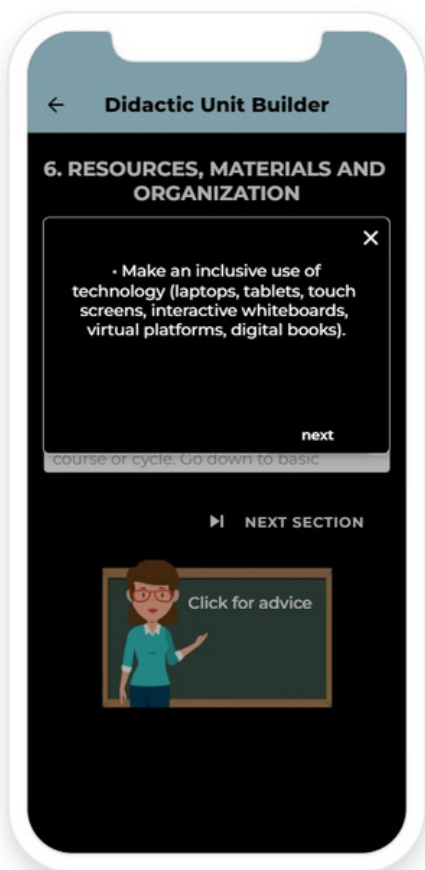 Didactic Unit Builder
6. RESOURCES, MATERIALS AND
ORGANIZATION
• Make an inclusive use of
technology (laptops, tablets, touch
screens, interactive whiteboards,
virtual platforms, digital books).
next
course or cycle. Go down to basic
NEXT SECTION
Click for advice